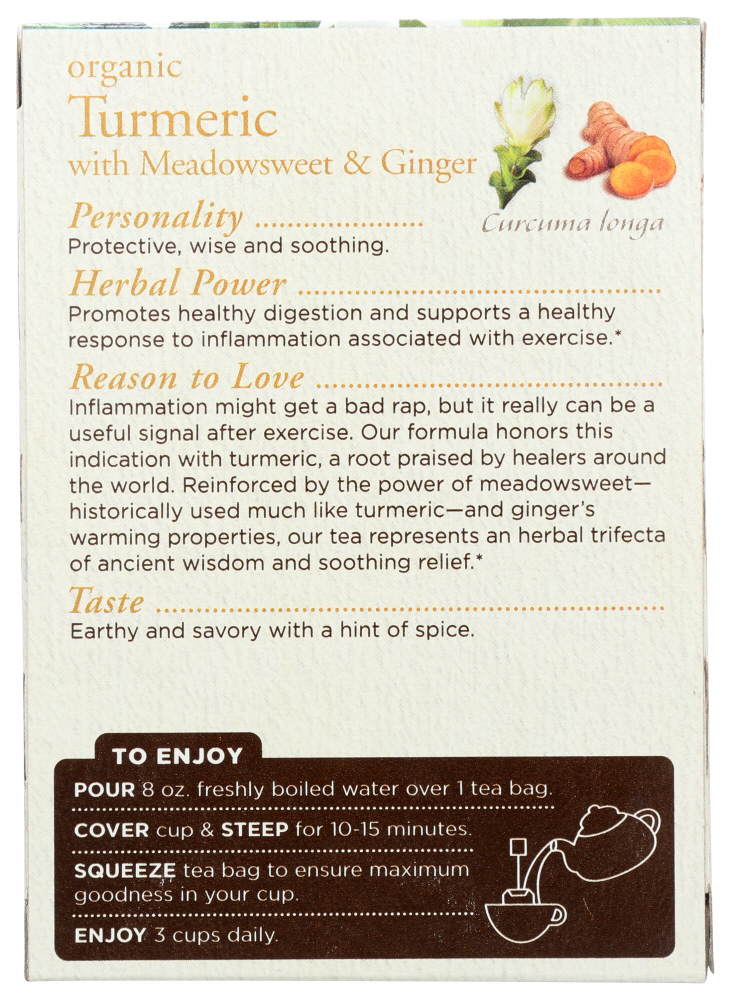 organic
Turmeric
with Meadowsweet & Ginger
Curcuma longa
Personality ......................
Protective, wise and soothing.
Herbal Power ...............................................
Promotes healthy digestion and supports a healthy
response to inflammation associated with exercise.*
Reason to Love .............................................
Inflammation might get a bad rap, but it really can be a
useful signal after exercise. Our formula honors this
indication with turmeric, a root praised by healers around
the world. Reinforced by the power of meadowsweet—
historically used much like turmeric—and ginger's
warming properties, our tea represents an herbal trifecta
of ancient wisdom and soothing relief.*
Taste .................................................................
Earthy and savory with a hint of spice.
TO ENJOY
POUR 8 oz. freshly boiled water over 1 tea bag.
COVER cup & STEEP for 10-15 minutes.
SQUEEZE tea bag to ensure maximum
goodness in your cup.
ENJOY 3 cups daily.